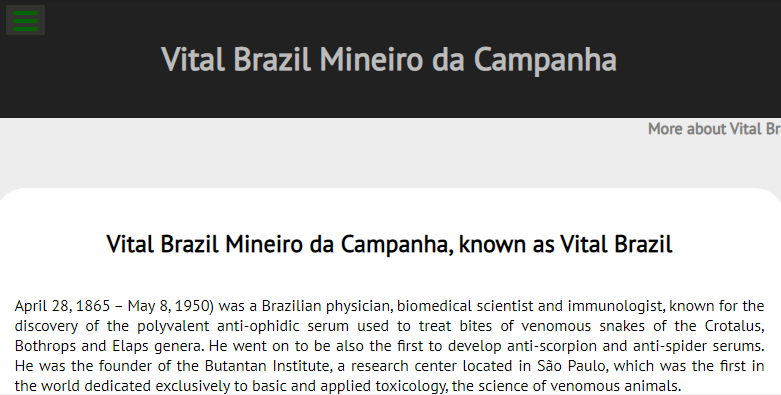 Vital Brazil Mineiro da Campanha
More about Vital Br
Vital Brazil Mineiro da Campanha, known as Vital Brazil
April 28, 1865 – May 8, 1950) was a Brazilian physician, biomedical scientist and immunologist, known for the
discovery of the polyvalent anti-ophidic serum used to treat bites of venomous snakes of the Crotalus,
Bothrops and Elaps genera. He went on to be also the first to develop anti-scorpion and anti-spider serums.
He was the founder of the Butantan Institute, a research center located in São Paulo, which was the first in
the world dedicated exclusively to basic and applied toxicology, the science of venomous animals.